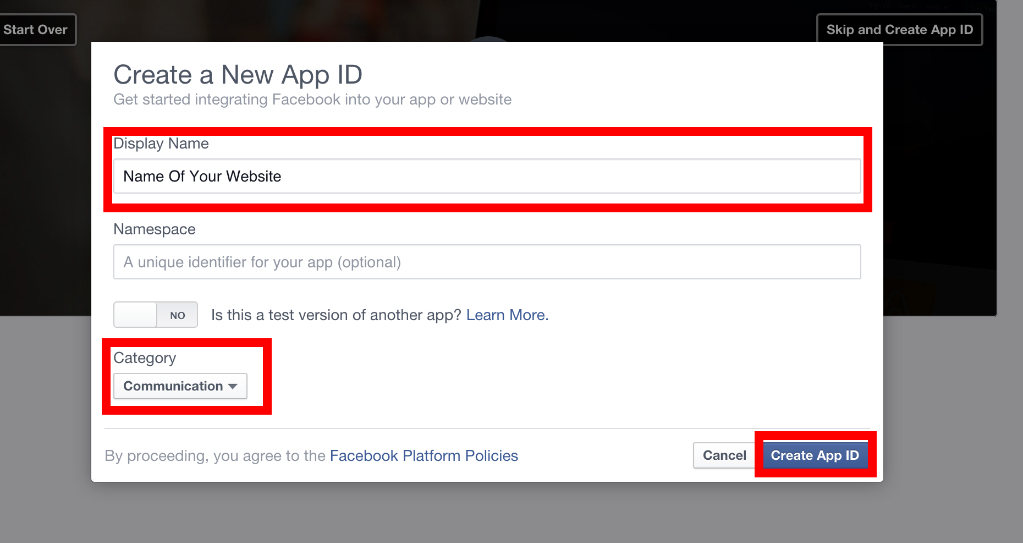 Start Over
Skip and Create App ID
Create a New App ID
Get started integrating Facebook into your app or website
Display Name
Name Of Your Website
Namespace
A unique identifier for your app (optional)
NO Is this a test version of another app? Learn More.
Category
Communication
By proceeding, you agree to the Facebook Platform Policies
Cancel
Create App ID